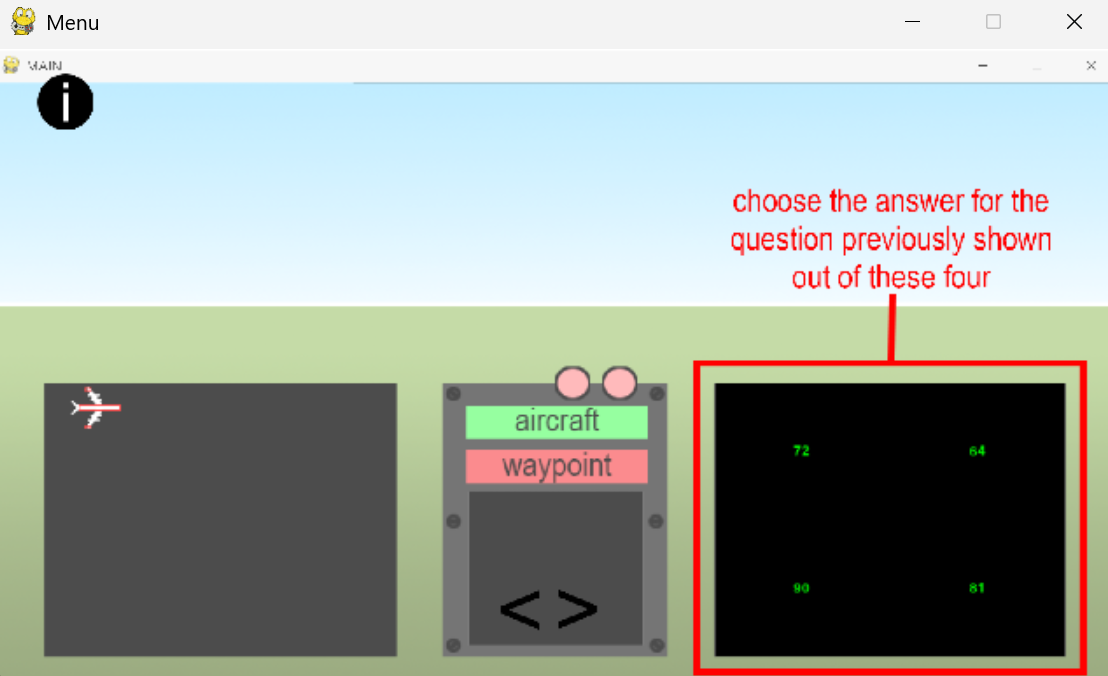 Menu
MAIN
i
choose the answer for the
question previously shown
out of these four
aircraft
waypoint
< >
72 64
90 81